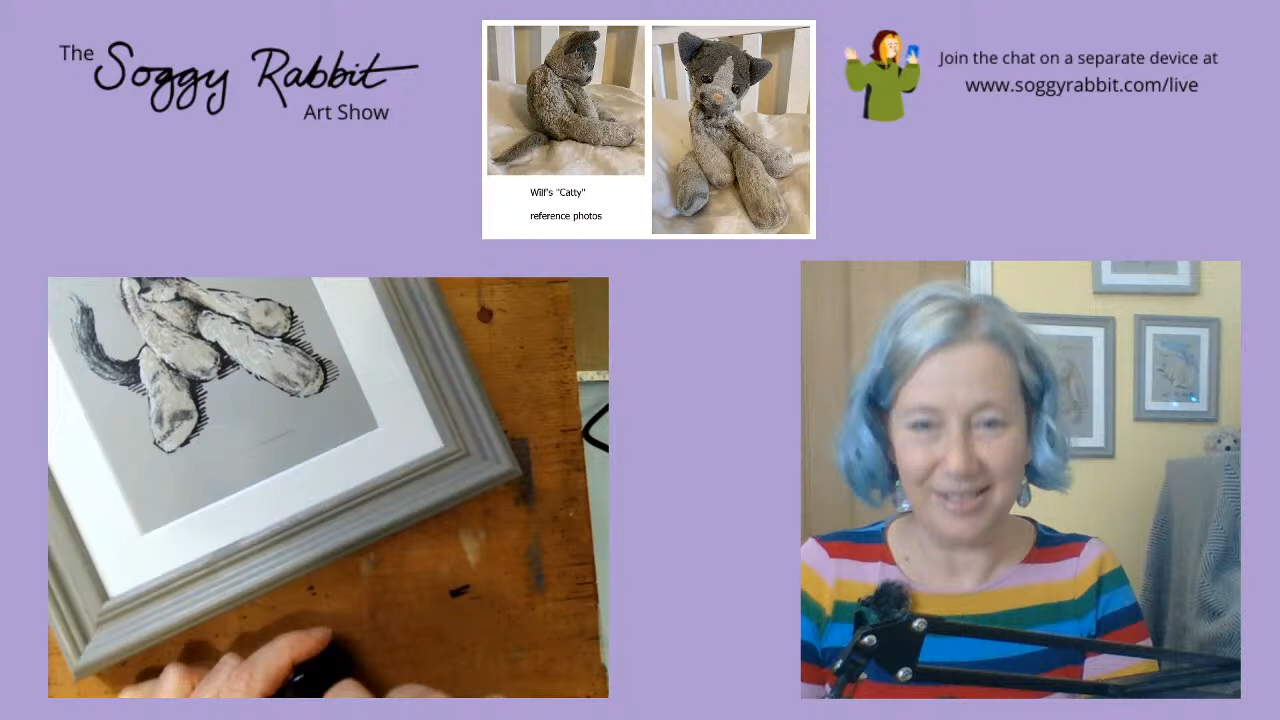 The
Soggy Rabbit
Art Show
Wilf's "Catty"
reference photos
Join the chat on a separate device at
www.soggyrabbit.com/live